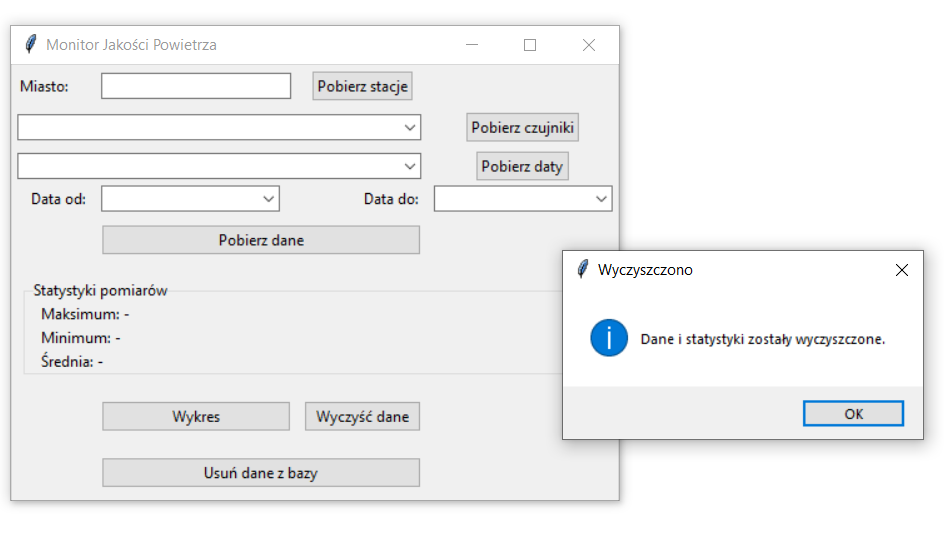 Monitor Jakości Powietrza
Miasto:
Pobierz stacje
Pobierz czujniki
Pobierz daty
Data od:
Data do:
Pobierz dane
Statystyki pomiarów
Maksimum: -
Minimum: -
Średnia: -
Wykres
Wyczyść dane
Usuń dane z bazy
Wyczyszczono
Dane i statystyki zostały wyczyszczone.
OK